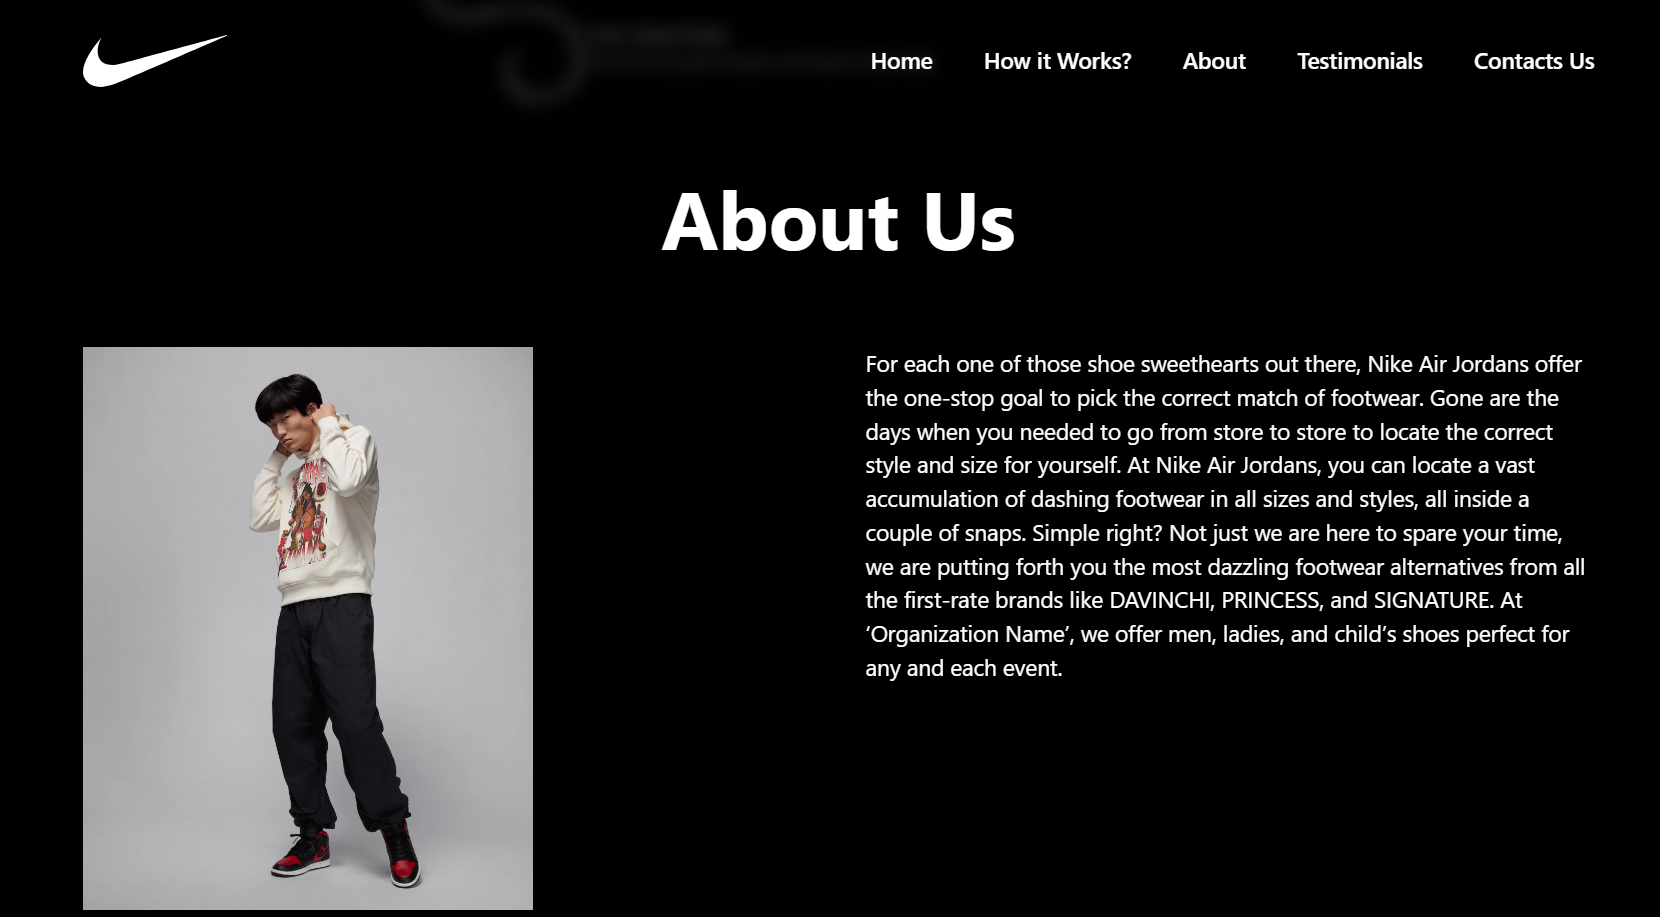 Home How it Works? About Testimonials Contacts Us
About Us
For each one of those shoe sweethearts out there, Nike Air Jordans offer
the one-stop goal to pick the correct match of footwear. Gone are the
days when you needed to go from store to store to locate the correct
style and size for yourself. At Nike Air Jordans, you can locate a vast
accumulation of dashing footwear in all sizes and styles, all inside a
couple of snaps. Simple right? Not just we are here to spare your time,
we are putting forth you the most dazzling footwear alternatives from all
the first-rate brands like DAVINCHI, PRINCESS, and SIGNATURE. At
‘Organization Name’, we offer men, ladies, and child’s shoes perfect for
any and each event.